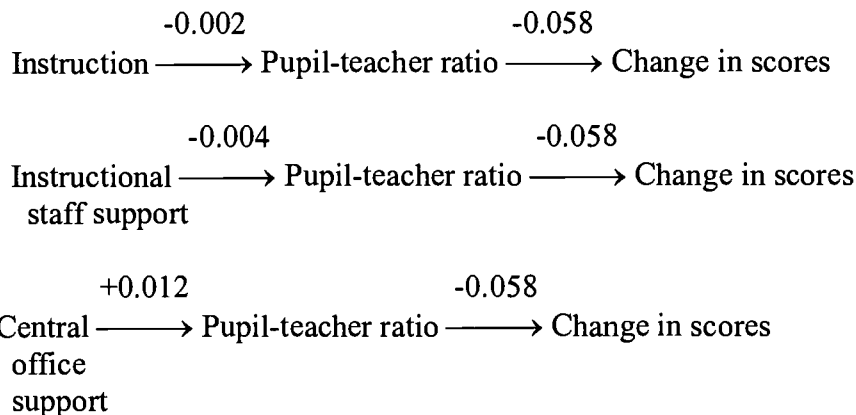 -0.002 -0.058
Instruction → Pupil-teacher ratio → Change in scores
-0.004 -0.058
Instructional → Pupil-teacher ratio → Change in scores
staff support
+0.012 -0.058
Central → Pupil-teacher ratio → Change in scores
office
support